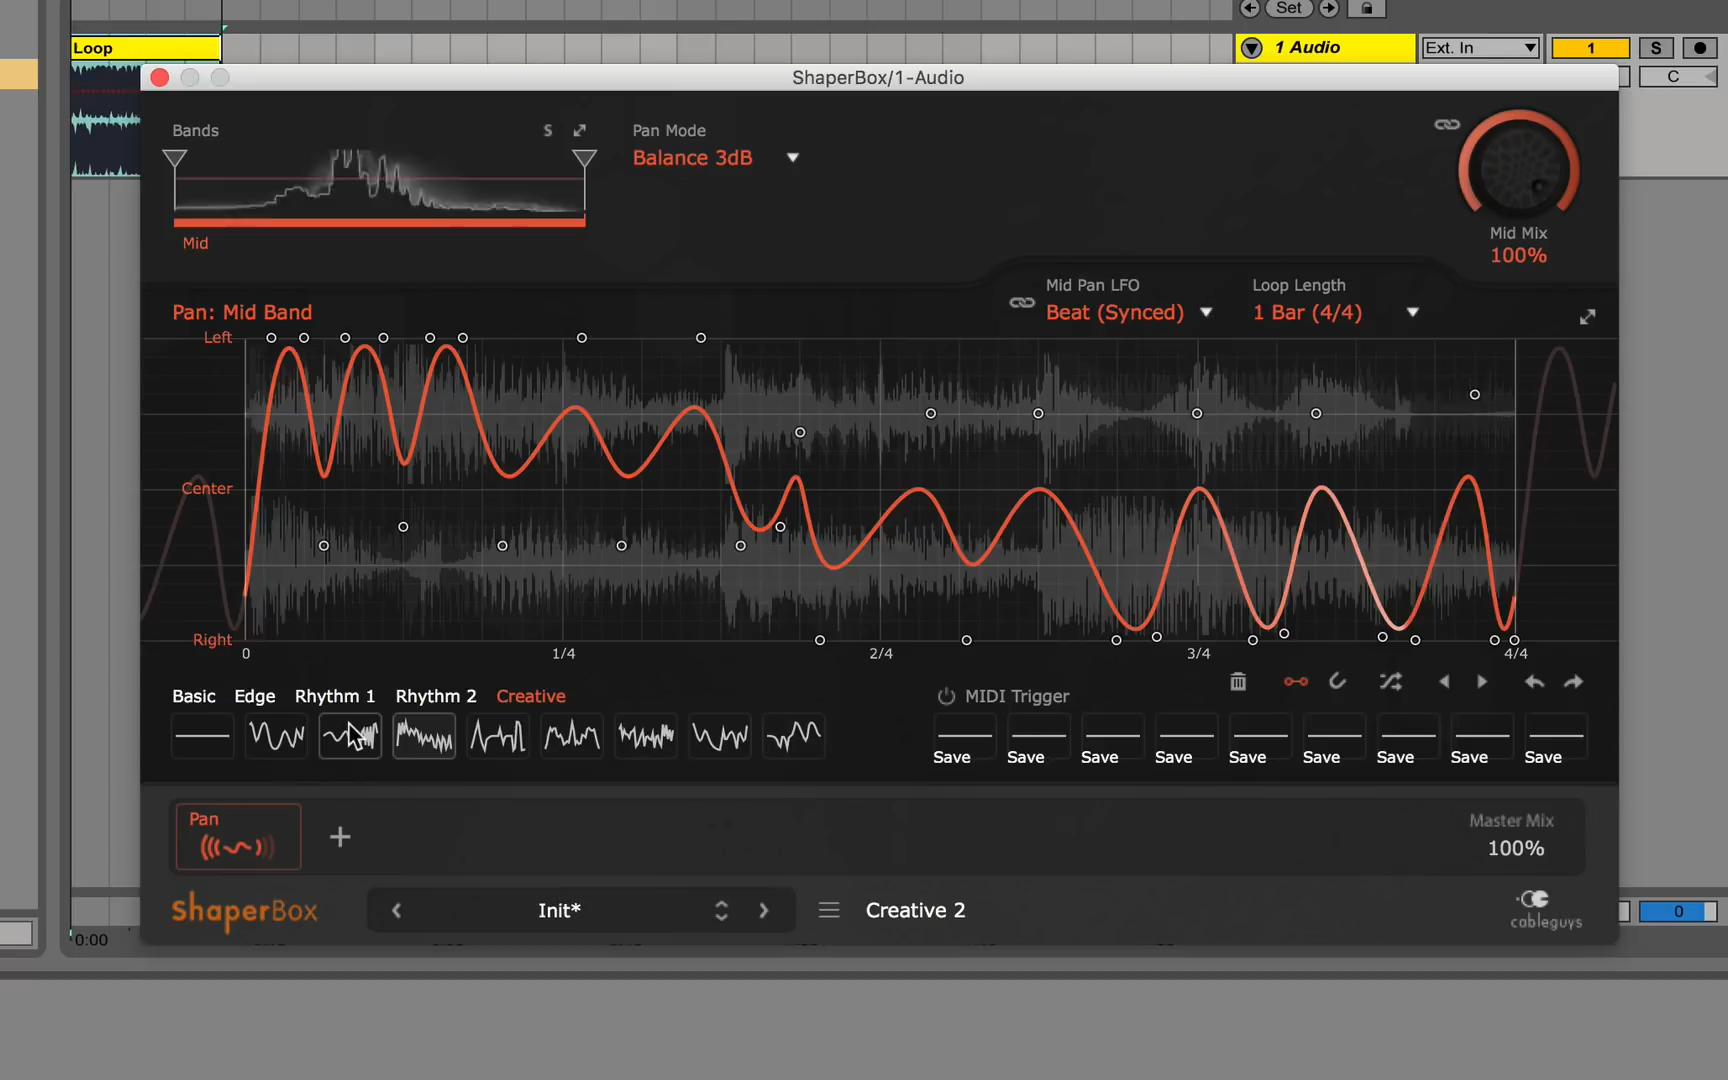 Set
Loop
1 Audio
Ext. In
1
S
C
ShaperBox/1-Audio
Bands
S
Pan Mode
Balance 3dB
Mid
Mid Mix
100%
Mid Pan LFO
Beat (Synced)
Loop Length
1 Bar (4/4)
Pan: Mid Band
Left
Center
Right
0
1/4
2/4
3/4
4/4
Basic
Edge
Rhythm 1
Rhythm 2
Creative
MIDI Trigger
Save
Save
Save
Save
Save
Save
Save
Save
Save
Pan
+
Master Mix
100%
ShaperBox
Init*
Creative 2
cableguys
0
0:00